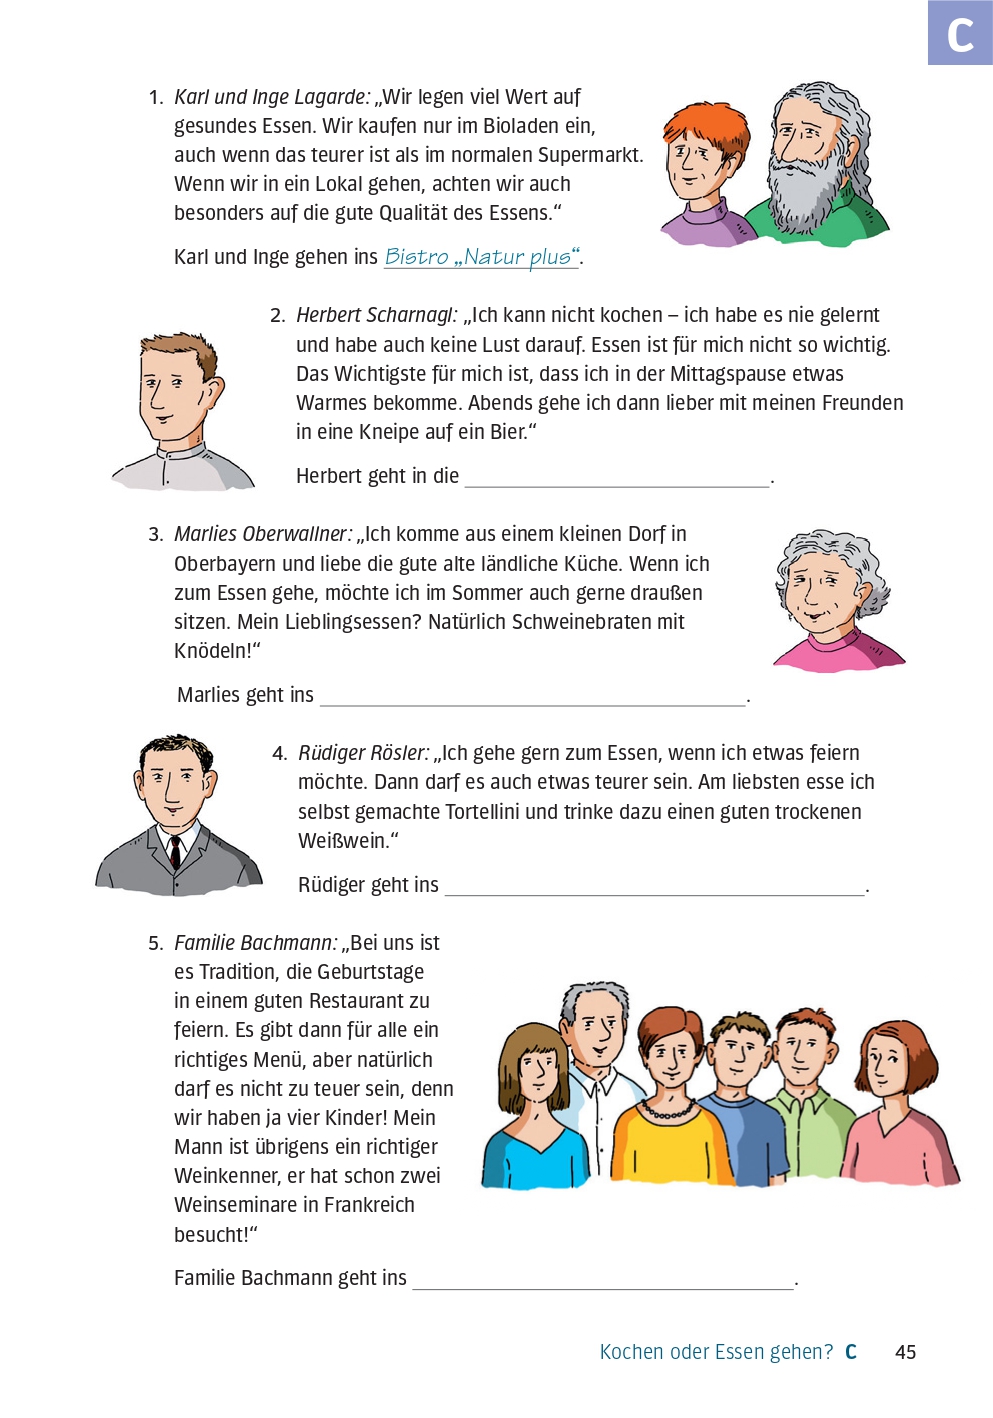 C
1. Karl und Inge Lagarde: „Wir legen viel Wert auf
gesundes Essen. Wir kaufen nur im Bioladen ein,
auch wenn das teurer ist als im normalen Supermarkt.
Wenn wir in ein Lokal gehen, achten wir auch
besonders auf die gute Qualität des Essens.“
Karl und Inge gehen ins Bistro „Natur plus“.
2. Herbert Scharnagl: „Ich kann nicht kochen – ich habe es nie gelernt
und habe auch keine Lust darauf. Essen ist für mich nicht so wichtig.
Das Wichtigste für mich ist, dass ich in der Mittagspause etwas
Warmes bekomme. Abends gehe ich dann lieber mit meinen Freunden
in eine Kneipe auf ein Bier.“
Herbert geht in die ____________________.
3. Marlies Oberwallner: „Ich komme aus einem kleinen Dorf in
Oberbayern und liebe die gute alte ländliche Küche. Wenn ich
zum Essen gehe, möchte ich im Sommer auch gerne draußen
sitzen. Mein Lieblingsessen? Natürlich Schweinebraten mit
Knödeln!“
Marlies geht ins ____________________.
4. Rüdiger Rösler: „Ich gehe gern zum Essen, wenn ich etwas feiern
möchte. Dann darf es auch etwas teurer sein. Am liebsten esse ich
selbst gemachte Tortellini und trinke dazu einen guten trockenen
Weißwein.“
Rüdiger geht ins ____________________.
5. Familie Bachmann: „Bei uns ist
es Tradition, die Geburtstage
in einem guten Restaurant zu
feiern. Es gibt dann für alle ein
richtiges Menü, aber natürlich
darf es nicht zu teuer sein, denn
wir haben ja vier Kinder! Mein
Mann ist übrigens ein richtiger
Weinkenner, er hat schon zwei
Weinseminare in Frankreich
besucht!“
Familie Bachmann geht ins ____________________.
Kochen oder Essen gehen? C 45